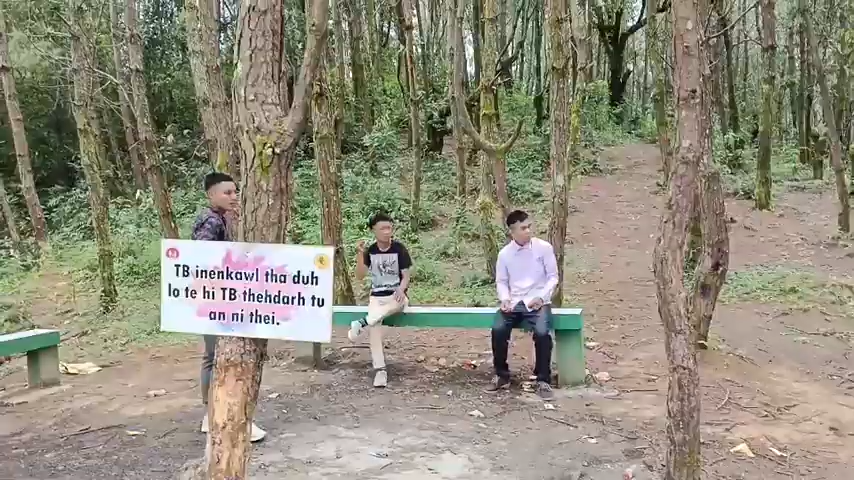 TB inenkawl tha duh
lo te hi TB thehdarh tu
an ni thei.